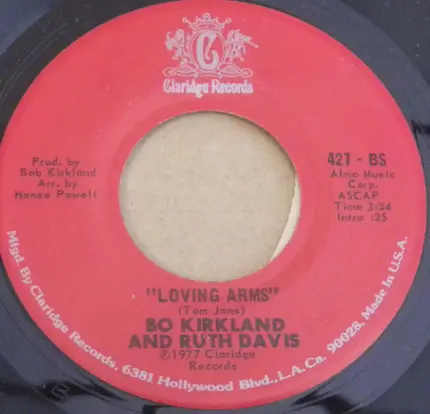 C
Claridge Records
Prod. by
Bob Kirkland
Arr. by
Hense Powell
427 - BS
Almo Music
Corp.
ASCAP
Time 3:34
Intro :25
"LOVING ARMS"
(Tom Jans)
BO KIRKLAND
AND RUTH DAVIS
©1977 Claridge
Records
Mfgd. By Claridge Records, 6381 Hollywood Blvd., L.A. Ca. 90028. Made In U.S.A.